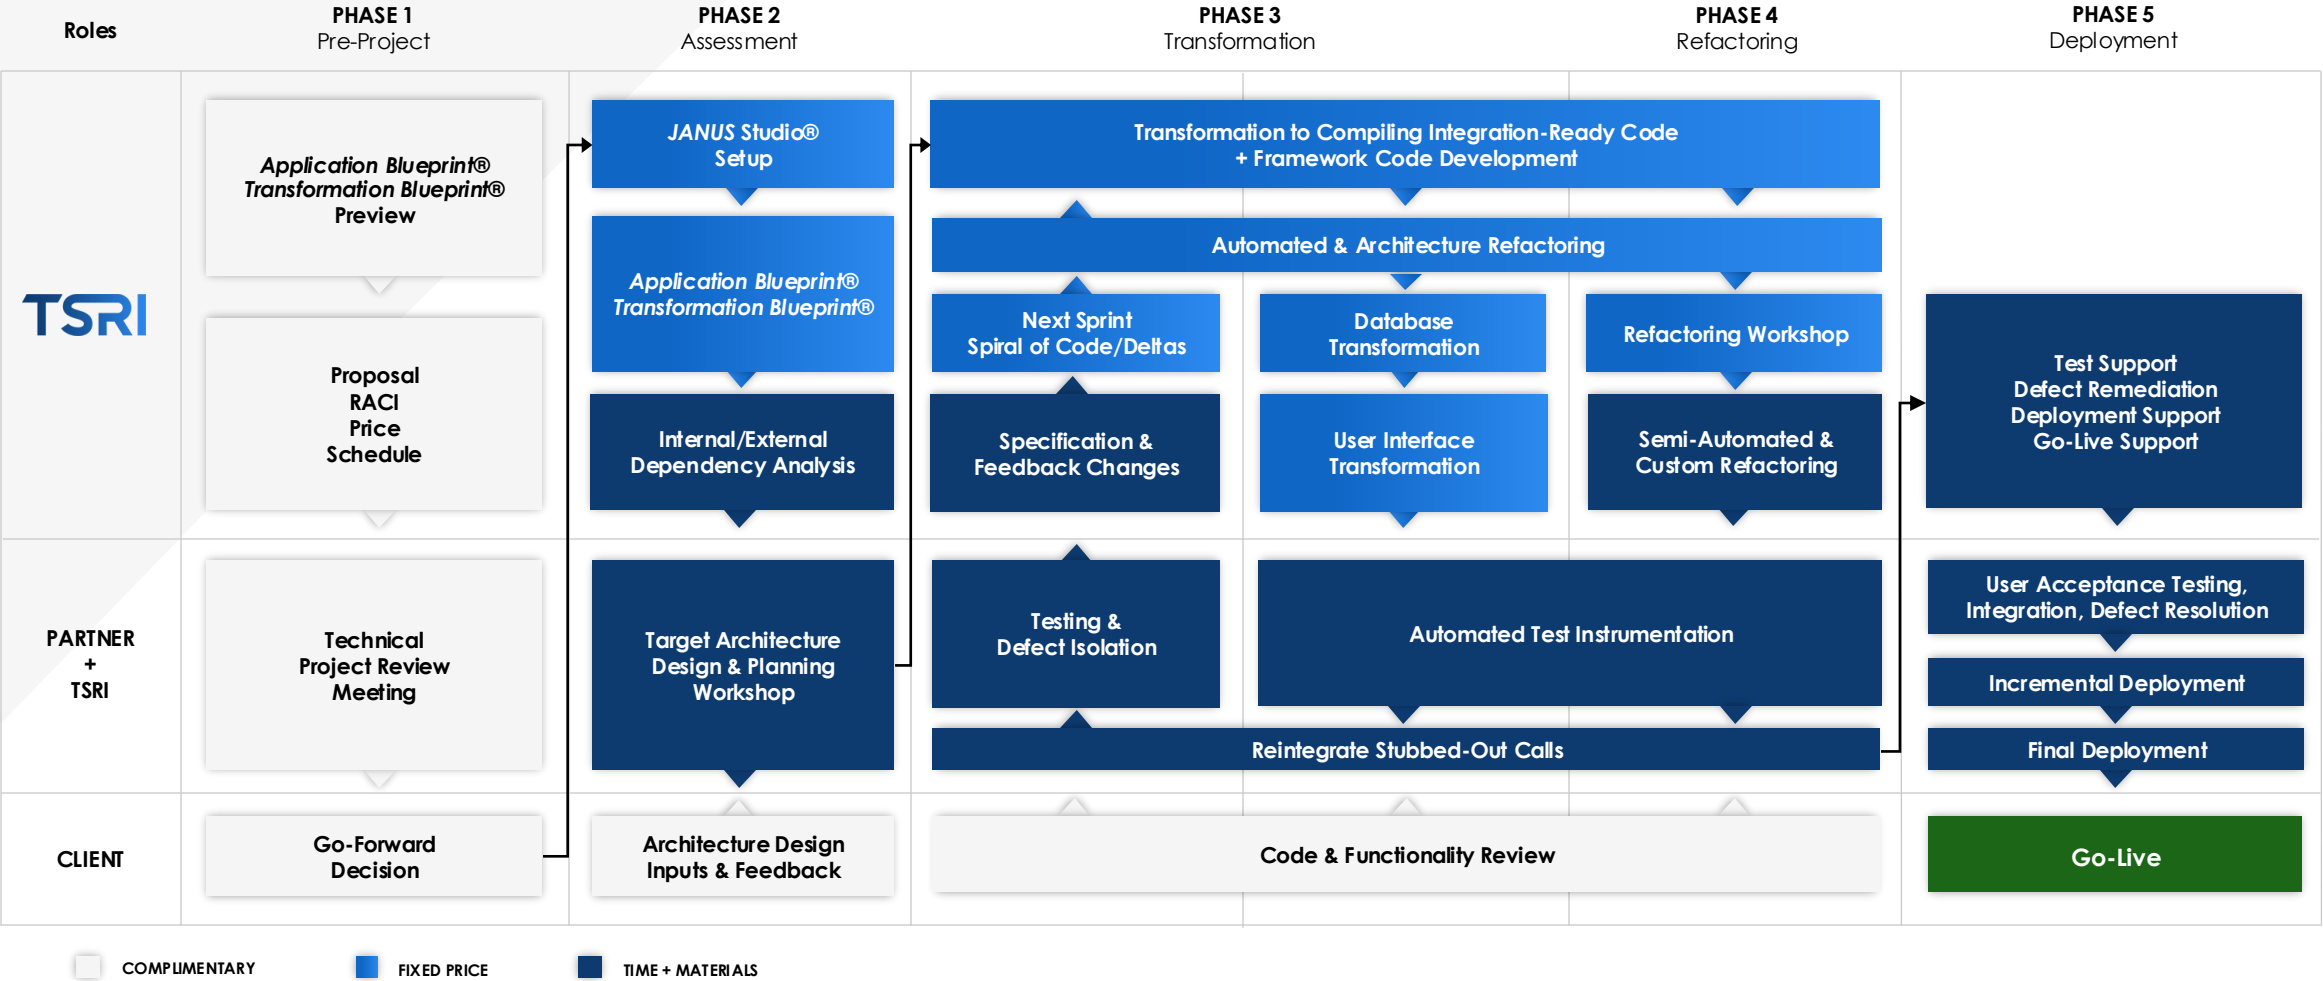 Roles
PHASE 1
Pre-Project
PHASE 2
Assessment
PHASE 3
Transformation
PHASE 4
Refactoring
PHASE 5
Deployment
TSRI
Application Blueprint®
Transformation Blueprint®
Preview
Proposal
RACI
Price
Schedule
JANUS Studio®
Setup
Application Blueprint®
Transformation Blueprint®
Internal/External
Dependency Analysis
Transformation to Compiling Integration-Ready Code
+ Framework Code Development
Automated & Architecture Refactoring
Next Sprint
Spiral of Code/Deltas
Database
Transformation
Refactoring Workshop
Specification &
Feedback Changes
User Interface
Transformation
Semi-Automated &
Custom Refactoring
Test Support
Defect Remediation
Deployment Support
Go-Live Support
PARTNER
+
TSRI
Technical
Project Review
Meeting
Target Architecture
Design & Planning
Workshop
Testing &
Defect Isolation
Automated Test Instrumentation
Reintegrate Stubbed-Out Calls
User Acceptance Testing,
Integration, Defect Resolution
Incremental Deployment
Final Deployment
CLIENT
Go-Forward
Decision
Architecture Design
Inputs & Feedback
Code & Functionality Review
Go-Live
COMPLIMENTARY
FIXED PRICE
TIME + MATERIALS